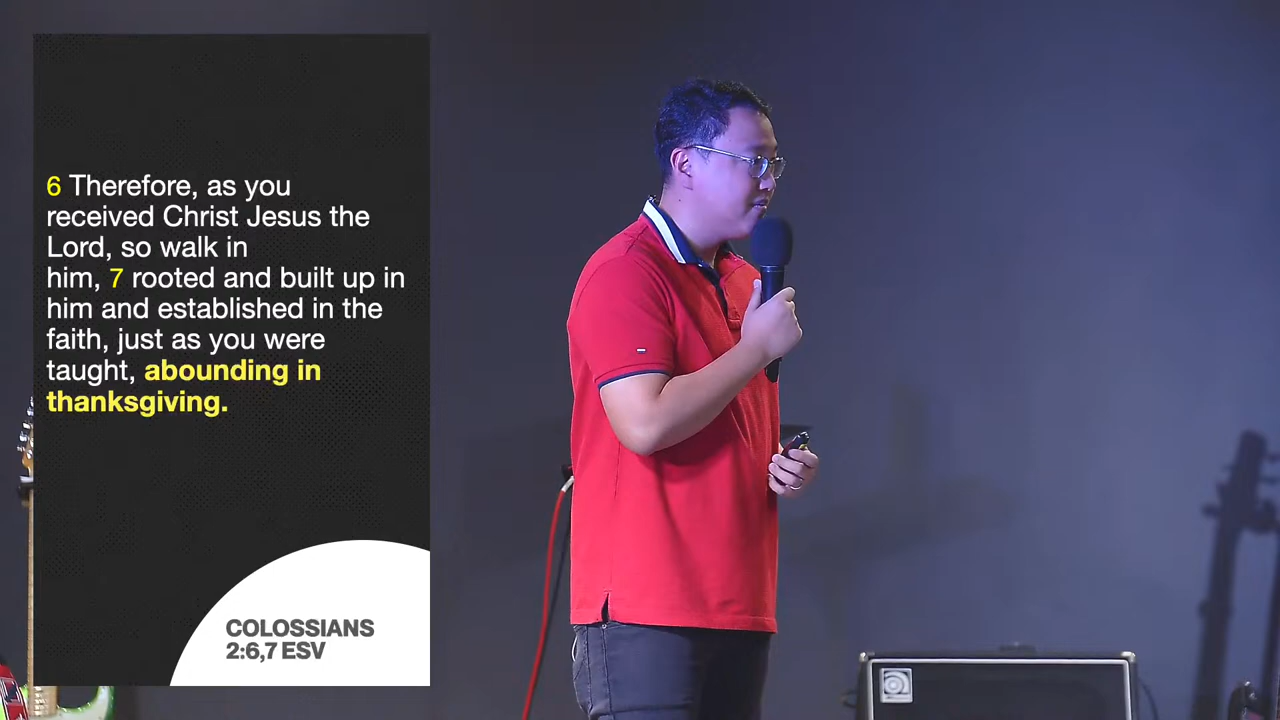 6 Therefore, as you
received Christ Jesus the
Lord, so walk in
him, 7 rooted and built up in
him and established in the
faith, just as you were
taught, abounding in
thanksgiving.
COLOSSIANS
2:6,7 ESV